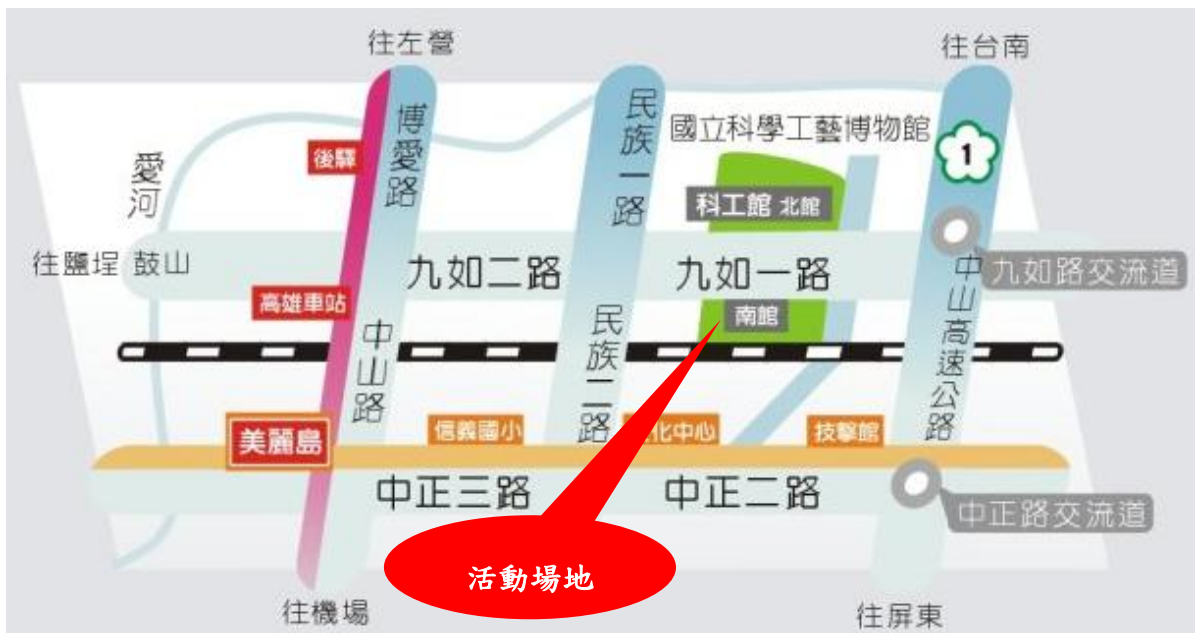 往左營
往台南
博愛路
民族一路
國立科學工藝博物館
1
後驛
愛河
科工館 北館
往鹽埕 鼓山
九如二路
九如一路
九如路交流道
高雄車站
南館
中山路
民族二路
中山高速公路
美麗島
信義國小
化中心
技擊館
中正三路
中正二路
中正路交流道
活動場地
往機場
往屏東